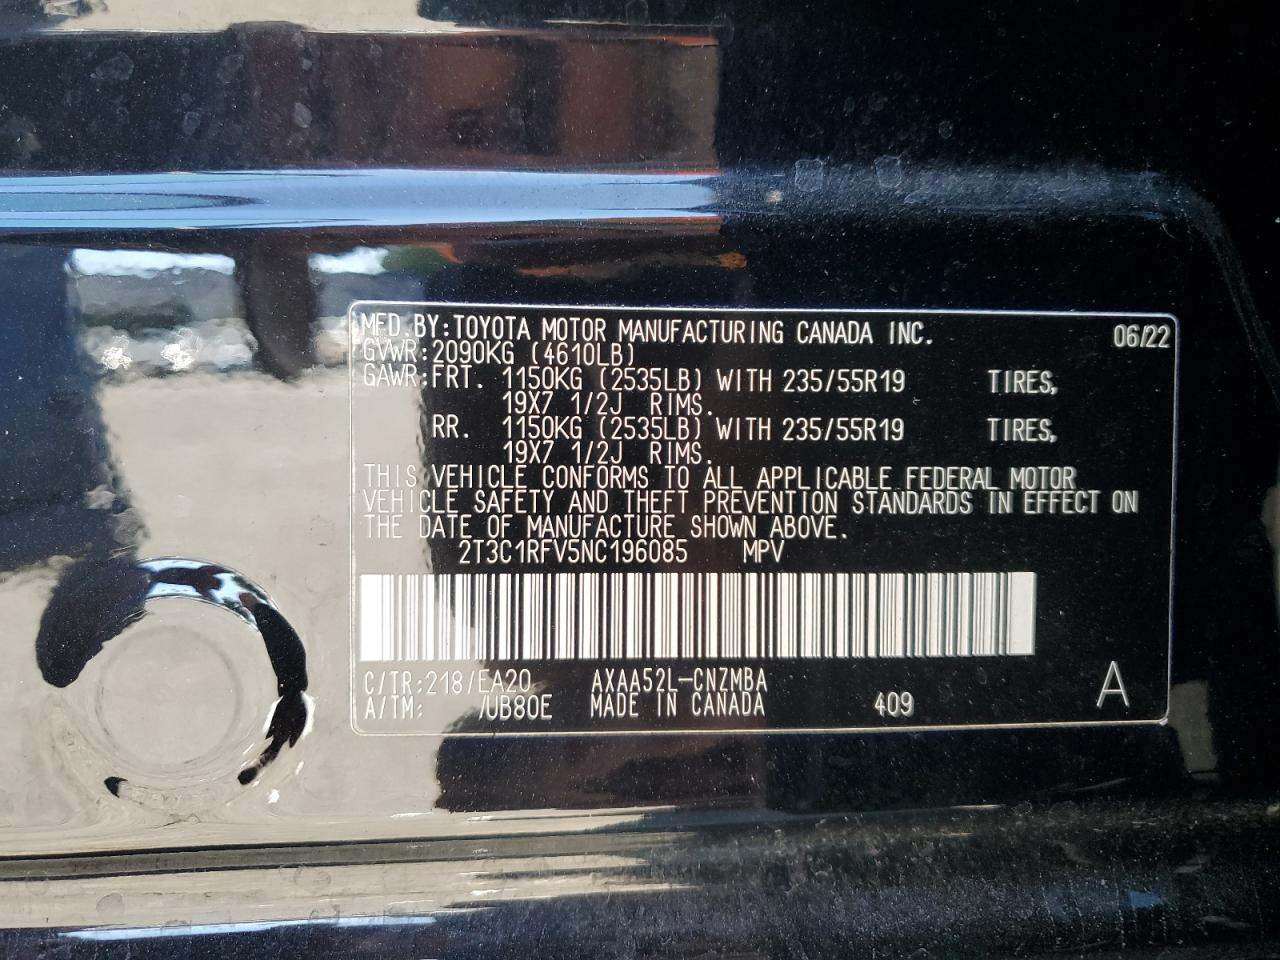 MFD.BY:TOYOTA MOTOR MANUFACTURING CANADA INC. 06/22
GVWR:2090KG (4610LB)
GAWR:FRT. 1150KG (2535LB) WITH 235/55R19 TIRES,
19X7 1/2J RIMS.
RR. 1150KG (2535LB) WITH 235/55R19 TIRES,
19X7 1/2J RIMS.
THIS VEHICLE CONFORMS TO ALL APPLICABLE FEDERAL MOTOR
VEHICLE SAFETY AND THEFT PREVENTION STANDARDS IN EFFECT ON
THE DATE OF MANUFACTURE SHOWN ABOVE.
2T3C1RFV5NC196085 MPV
C/TR:218/EA20 AXAA52L-CNZMBA
A/TM: /UB80E MADE IN CANADA 409 A